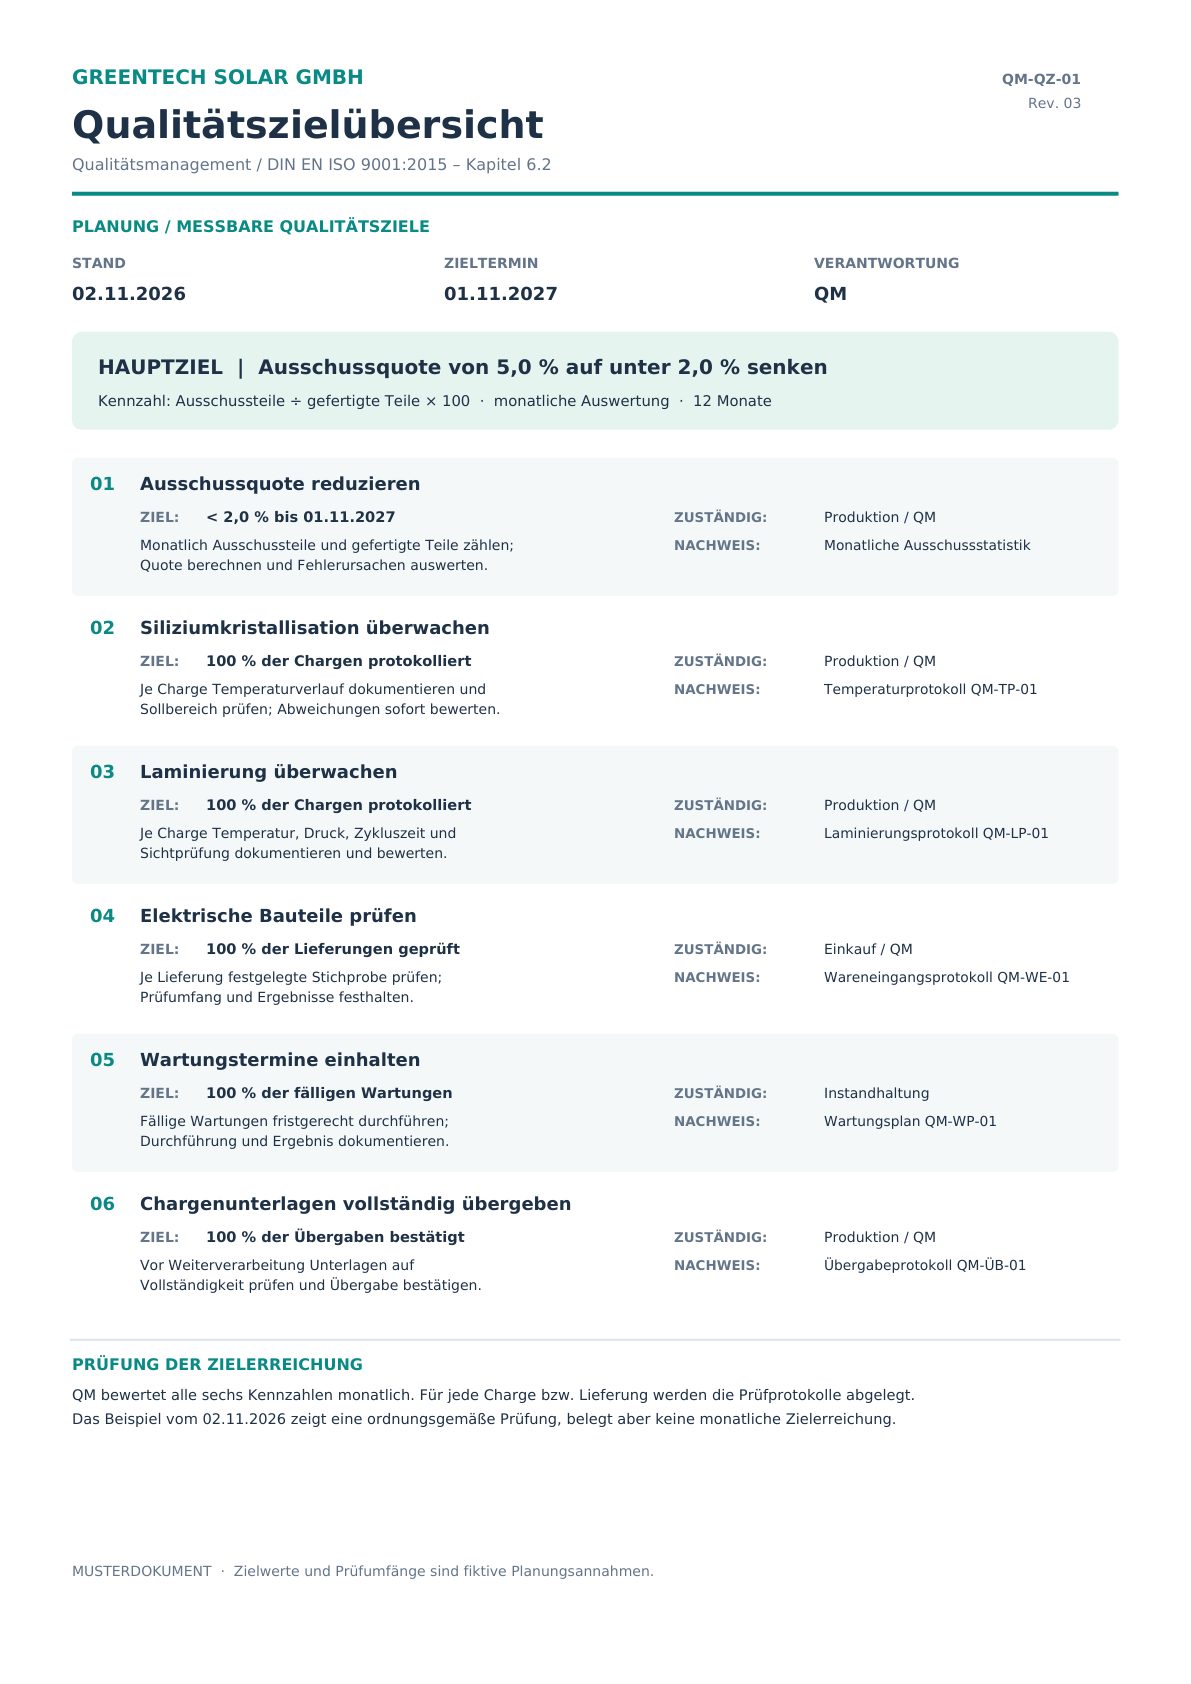 GREENTECH SOLAR GMBH
QM-QZ-01
Qualitätszielübersicht
Rev. 03
Qualitätsmanagement / DIN EN ISO 9001:2015 – Kapitel 6.2
PLANUNG / MESSBARE QUALITÄTSZIELE
STAND ZIELTERMIN VERANTWORTUNG
02.11.2026 01.11.2027 QM
HAUPTZIEL | Ausschussquote von 5,0 % auf unter 2,0 % senken
Kennzahl: Ausschussteile ÷ gefertigte Teile × 100 · monatliche Auswertung · 12 Monate
01 Ausschussquote reduzieren
ZIEL: < 2,0 % bis 01.11.2027 ZUSTÄNDIG: Produktion / QM
Monatlich Ausschussteile und gefertigte Teile zählen; NACHWEIS: Monatliche Ausschussstatistik
Quote berechnen und Fehlerursachen auswerten.
02 Siliziumkristallisation überwachen
ZIEL: 100 % der Chargen protokolliert ZUSTÄNDIG: Produktion / QM
Je Charge Temperaturverlauf dokumentieren und NACHWEIS: Temperaturprotokoll QM-TP-01
Sollbereich prüfen; Abweichungen sofort bewerten.
03 Laminierung überwachen
ZIEL: 100 % der Chargen protokolliert ZUSTÄNDIG: Produktion / QM
Je Charge Temperatur, Druck, Zykluszeit und NACHWEIS: Laminierungsprotokoll QM-LP-01
Sichtprüfung dokumentieren und bewerten.
04 Elektrische Bauteile prüfen
ZIEL: 100 % der Lieferungen geprüft ZUSTÄNDIG: Einkauf / QM
Je Lieferung festgelegte Stichprobe prüfen; NACHWEIS: Wareneingangsprotokoll QM-WE-01
Prüfumfang und Ergebnisse festhalten.
05 Wartungstermine einhalten
ZIEL: 100 % der fälligen Wartungen ZUSTÄNDIG: Instandhaltung
Fällige Wartungen fristgerecht durchführen; NACHWEIS: Wartungsplan QM-WP-01
Durchführung und Ergebnis dokumentieren.
06 Chargenunterlagen vollständig übergeben
ZIEL: 100 % der Übergaben bestätigt ZUSTÄNDIG: Produktion / QM
Vor Weiterverarbeitung Unterlagen auf NACHWEIS: Übergabeprotokoll QM-ÜB-01
Vollständigkeit prüfen und Übergabe bestätigen.
PRÜFUNG DER ZIELERREICHUNG
QM bewertet alle sechs Kennzahlen monatlich. Für jede Charge bzw. Lieferung werden die Prüfprotokolle abgelegt.
Das Beispiel vom 02.11.2026 zeigt eine ordnungsgemäße Prüfung, belegt aber keine monatliche Zielerreichung.
MUSTERDOKUMENT · Zielwerte und Prüfumfänge sind fiktive Planungsannahmen.